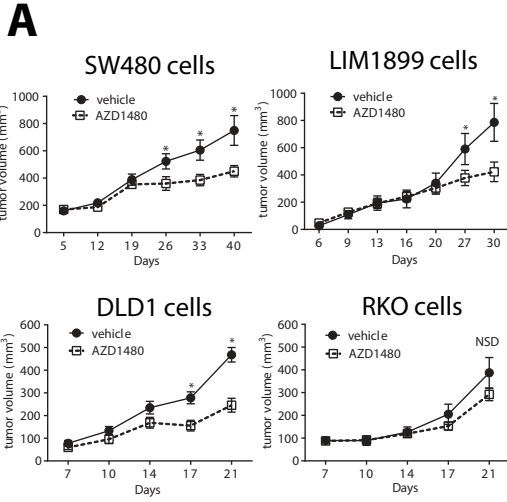 A
SW480 cells
tumor volume (mm³)
1000
800
600
400
200
0
vehicle
AZD1480
* * *
5 12 19 26 33 40
Days
LIM1899 cells
tumor volume (mm³)
1000
800
600
400
200
0
vehicle
AZD1480
* *
6 9 13 16 20 27 30
Days
DLD1 cells
tumor volume (mm³)
600
500
400
300
200
100
0
vehicle
AZD1480
* *
7 10 14 17 21
Days
RKO cells
tumor volume (mm³)
600
500
400
300
200
100
0
vehicle
AZD1480
NSD
7 10 14 17 21
Days